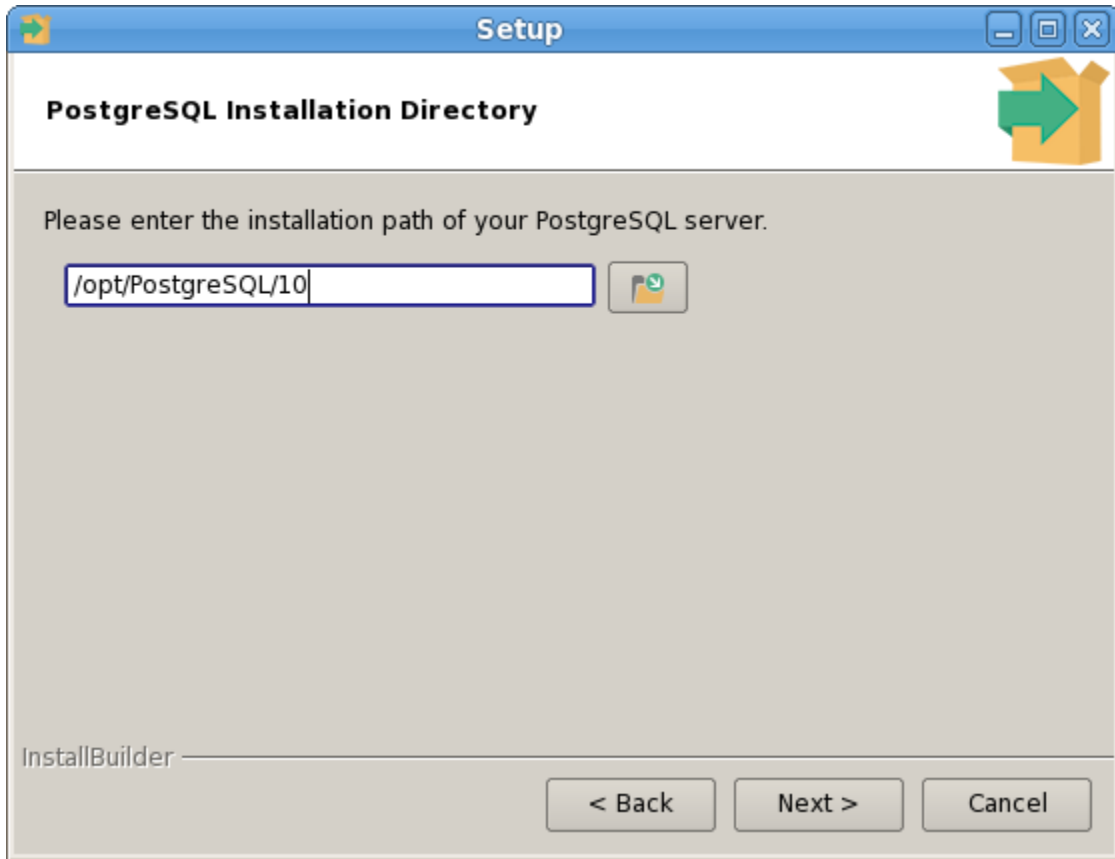 Setup
PostgreSQL Installation Directory
Please enter the installation path of your PostgreSQL server.
/opt/PostgreSQL/10
InstallBuilder
< Back
Next >
Cancel